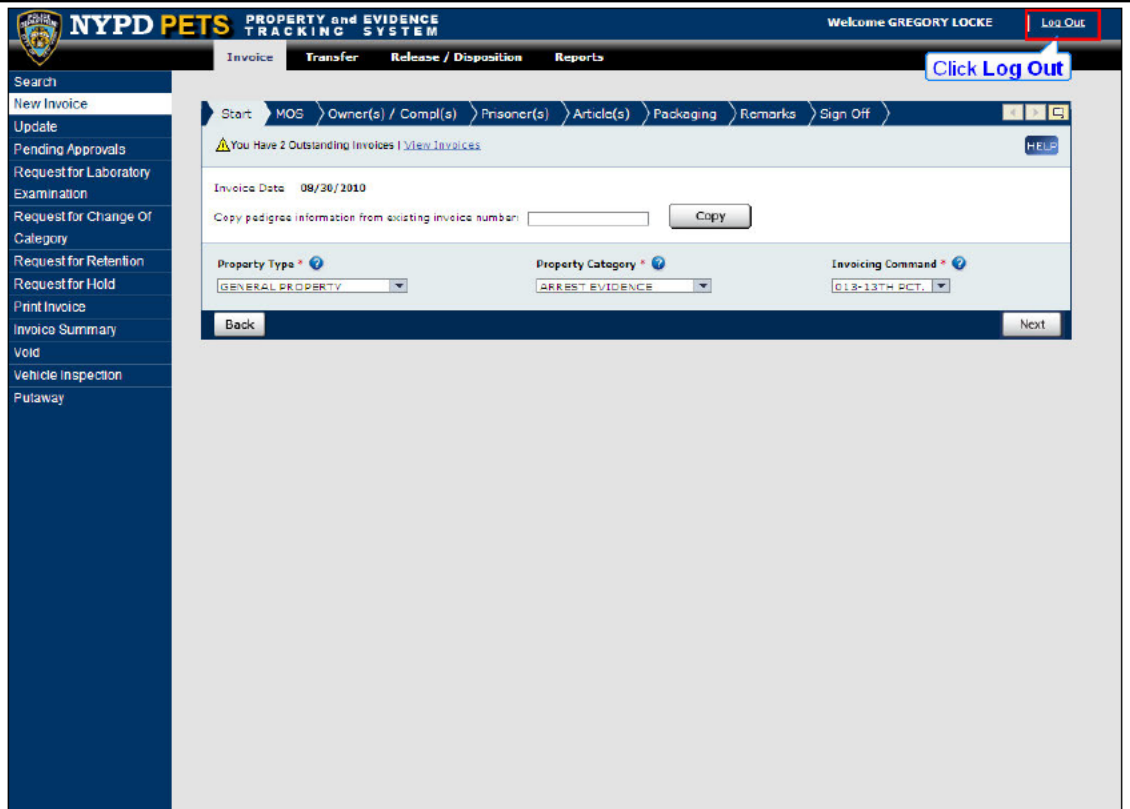 NYPD PETS PROPERTY and EVIDENCE TRACKING SYSTEM
Welcome GREGORY LOCKE
Log Out
Click Log Out
Invoice Transfer Release / Disposition Reports
Search
New Invoice
Update
Pending Approvals
Request for Laboratory
Examination
Request for Change Of
Category
Request for Retention
Request for Hold
Print Invoice
Invoice Summary
Void
Vehicle Inspection
Putaway
Start MOS Owner(s) / Compl(s) Prisoner(s) Article(s) Packaging Remarks Sign Off
You Have 2 Outstanding Invoices | View Invoices
HELP
Invoice Date 08/30/2010
Copy pedigree information from existing invoice number: Copy
Property Type * ? Property Category * ? Invoicing Command * ?
GENERAL PROPERTY ARREST EVIDENCE 013-13TH PCT.
Back Next